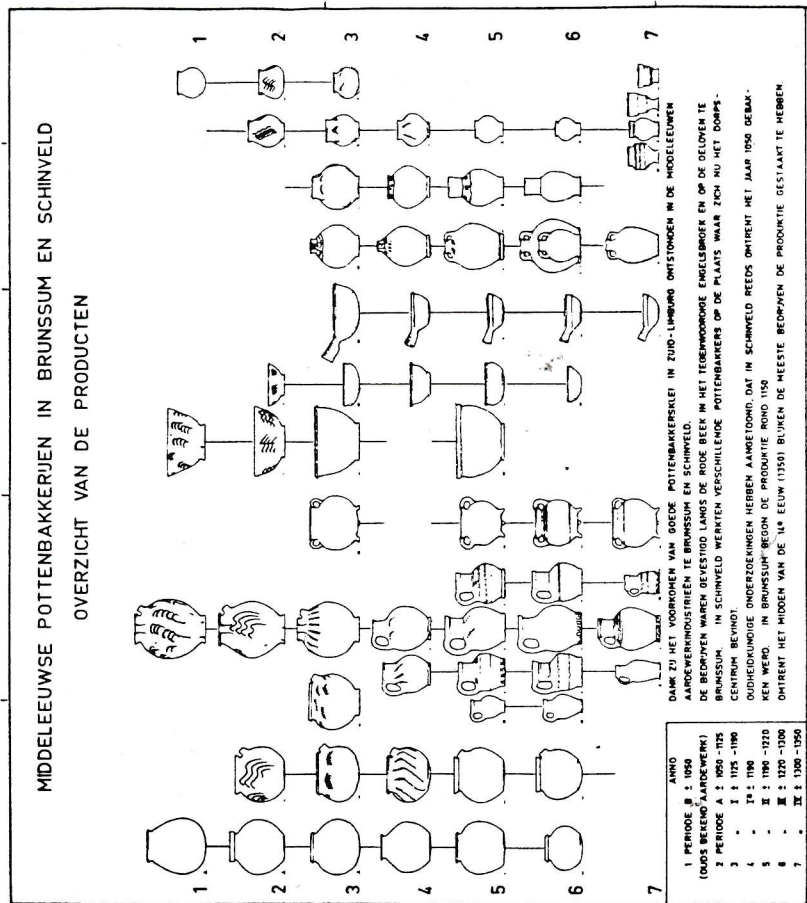 MIDDELEEUWSE POTTENBAKKERIJEN IN BRUNSSUM EN SCHINVELD
OVERZICHT VAN DE PRODUCTEN
1
2
3
4
5
6
7
1
2
3
4
5
6
7
ANNO
1 PERIODE B ± 1050
(OUDS BEKEND AARDEWERK)
2 PERIODE A ± 1050 - 1125
3 " I ± 1125 - 1190
4 " Iᴮ ± 1190
5 " II ± 1190 - 1220
6 " III ± 1220 - 1300
7 " IV ± 1300 - 1350
DANK ZIJ HET VOORKOMEN VAN GOEDE POTTENBAKKERSKLEI IN ZUID-LIMBURG ONTSTONDEN IN DE MIDDELEEUWEN
AARDEWERKINDUSTRIEËN TE BRUNSSUM EN SCHINVELD.
DE BEDRIJVEN WAREN GEVESTIGD LANGS DE RODE BEEK IN HET TEGENWOORDIGE ENGELSBROEK EN OP DE OELOVEN TE
BRUNSSUM. IN SCHINVELD WERKTEN VERSCHILLENDE POTTENBAKKERS OP DE PLAATS WAAR ZICH NU HET DORPS-
CENTRUM BEVINDT.
OUDHEIDKUNDIGE ONDERZOEKINGEN HEBBEN AANGETOOND, DAT IN SCHINVELD REEDS OMTRENT HET JAAR 1050 GEBAK-
KEN WERD. IN BRUNSSUM BEGON DE PRODUKTIE ROND 1150
OMTRENT HET MIDDEN VAN DE 14ᵉ EEUW (1350) BLIJKEN DE MEESTE BEDRIJVEN DE PRODUKTIE GESTAAKT TE HEBBEN.